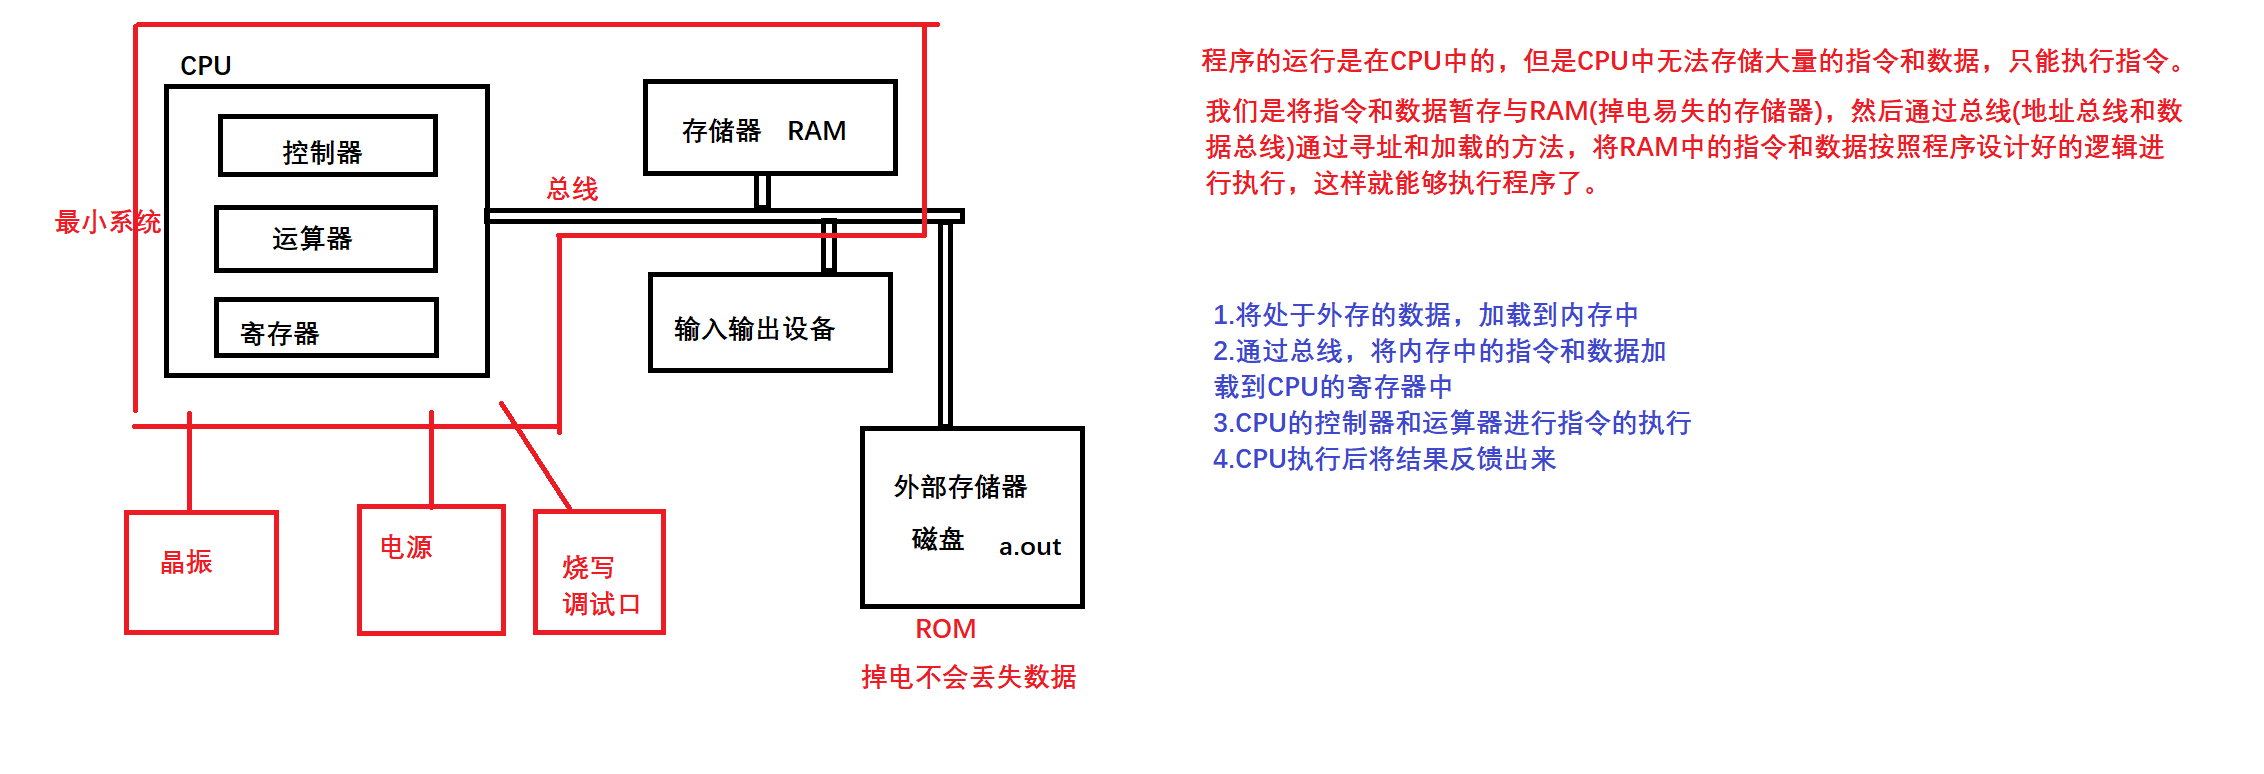 CPU
控制器
运算器
寄存器
最小系统
总线
存储器 RAM
输入输出设备
外部存储器
磁盘 a.out
ROM
掉电不会丢失数据
晶振
电源
烧写
调试口
程序的运行是在CPU中的，但是CPU中无法存储大量的指令和数据，只能执行指令。
我们是将指令和数据暂存与RAM(掉电易失的存储器)，然后通过总线(地址总线和数
据总线)通过寻址和加载的方法，将RAM中的指令和数据按照程序设计好的逻辑进
行执行，这样就能够执行程序了。
1.将处于外存的数据，加载到内存中
2.通过总线，将内存中的指令和数据加
载到CPU的寄存器中
3.CPU的控制器和运算器进行指令的执行
4.CPU执行后将结果反馈出来